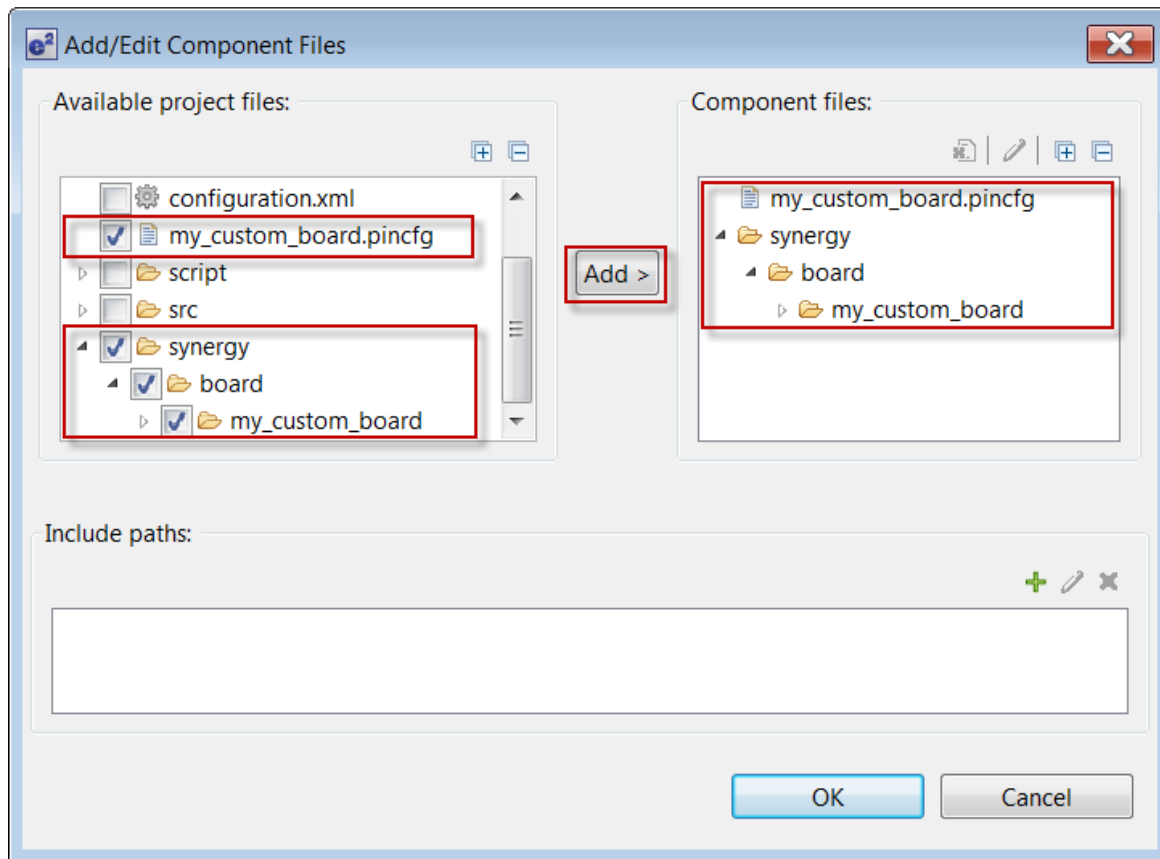 e² Add/Edit Component Files
Available project files:
configuration.xml
my_custom_board.pincfg
script
src
synergy
board
my_custom_board
Add >
Component files:
my_custom_board.pincfg
synergy
board
my_custom_board
Include paths:
OK
Cancel